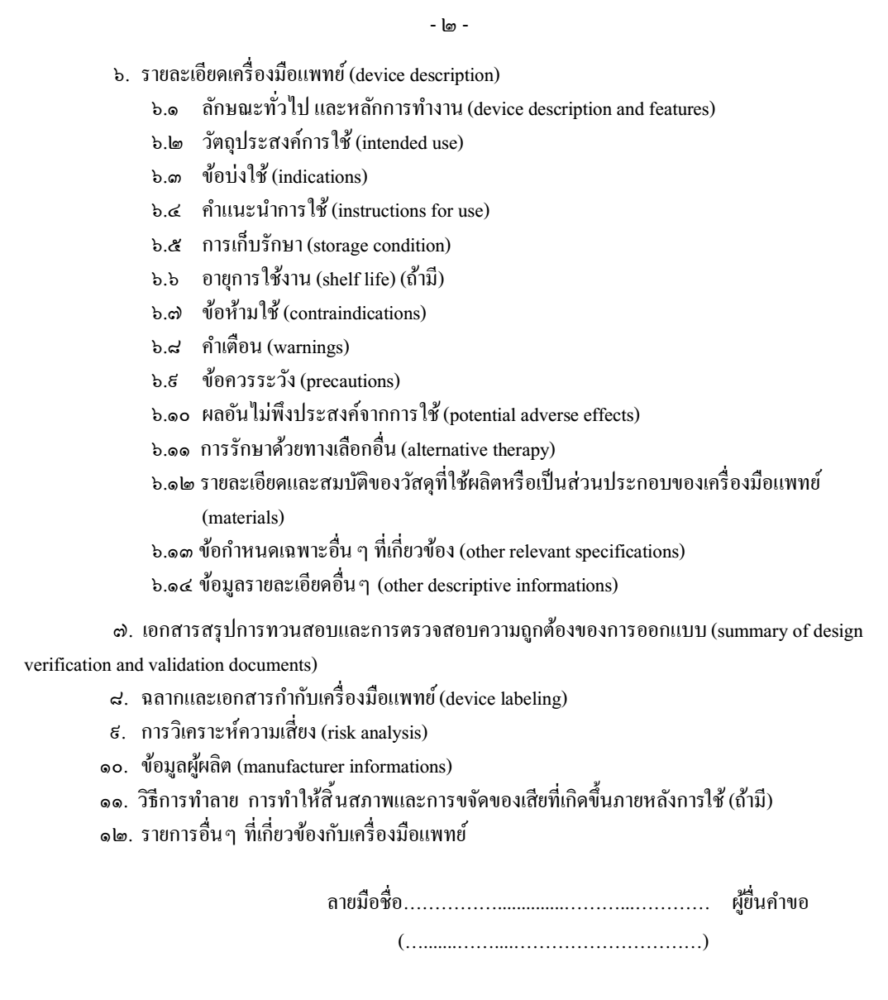 - ๒ -
๖. รายละเอียดเครื่องมือแพทย์ (device description)
๖.๑ ลักษณะทั่วไป และหลักการทำงาน (device description and features)
๖.๒ วัตถุประสงค์การใช้ (intended use)
๖.๓ ข้อบ่งใช้ (indications)
๖.๔ คำแนะนำการใช้ (instructions for use)
๖.๕ การเก็บรักษา (storage condition)
๖.๖ อายุการใช้งาน (shelf life) (ถ้ามี)
๖.๗ ข้อห้ามใช้ (contraindications)
๖.๘ คำเตือน (warnings)
๖.๙ ข้อควรระวัง (precautions)
๖.๑๐ ผลอันไม่พึงประสงค์จากการใช้ (potential adverse effects)
๖.๑๑ การรักษาด้วยทางเลือกอื่น (alternative therapy)
๖.๑๒ รายละเอียดและสมบัติของวัสดุที่ใช้ผลิตหรือเป็นส่วนประกอบของเครื่องมือแพทย์
(materials)
๖.๑๓ ข้อกำหนดเฉพาะอื่น ๆ ที่เกี่ยวข้อง (other relevant specifications)
๖.๑๔ ข้อมูลรายละเอียดอื่นๆ (other descriptive informations)
๗. เอกสารสรุปการทวนสอบและการตรวจสอบความถูกต้องของการออกแบบ (summary of design
verification and validation documents)
๘. ฉลากและเอกสารกำกับเครื่องมือแพทย์ (device labeling)
๙. การวิเคราะห์ความเสี่ยง (risk analysis)
๑๐. ข้อมูลผู้ผลิต (manufacturer informations)
๑๑. วิธีการทำลาย การทำให้สิ้นสภาพและการขจัดของเสียที่เกิดขึ้นภายหลังการใช้ (ถ้ามี)
๑๒. รายการอื่นๆ ที่เกี่ยวข้องกับเครื่องมือแพทย์
ลายมือชื่อ……………...............………...………… ผู้ยื่นคำขอ
(….......……....…………………………)